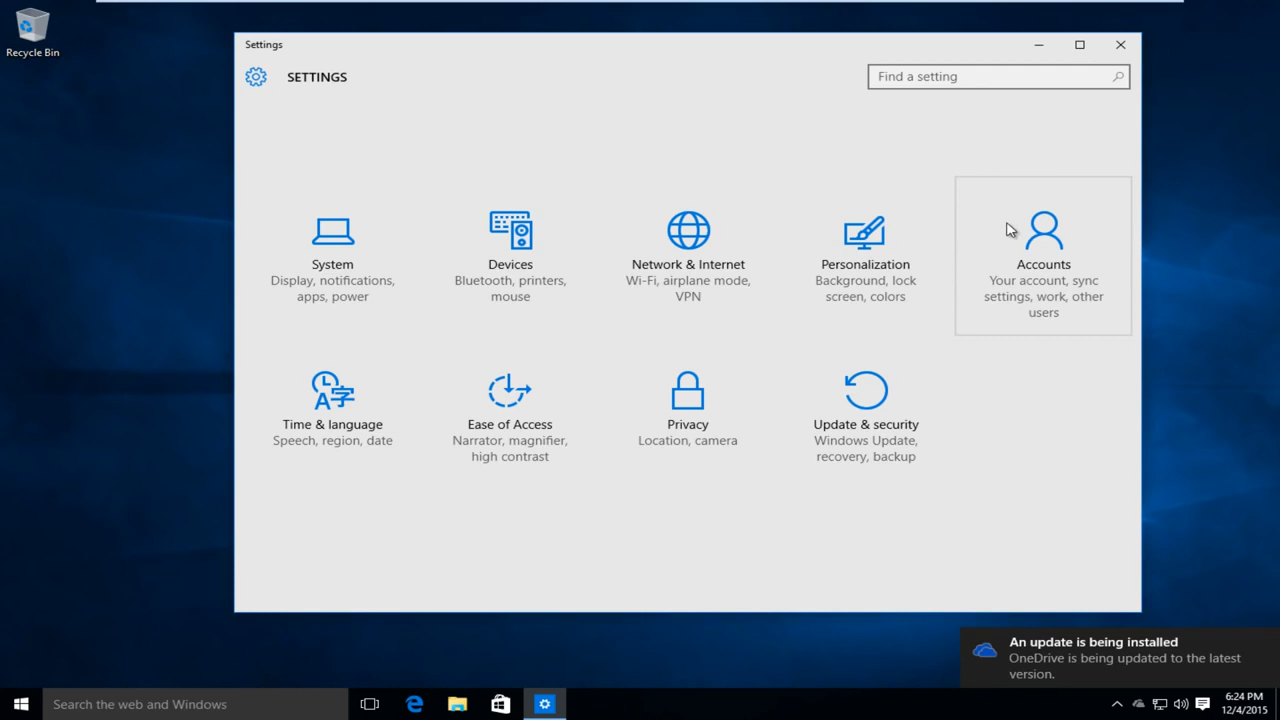 Recycle Bin
Settings
SETTINGS
Find a setting
System
Display, notifications,
apps, power
Devices
Bluetooth, printers,
mouse
Network & Internet
Wi-Fi, airplane mode,
VPN
Personalization
Background, lock
screen, colors
Accounts
Your account, sync
settings, work, other
users
Time & language
Speech, region, date
Ease of Access
Narrator, magnifier,
high contrast
Privacy
Location, camera
Update & security
Windows Update,
recovery, backup
An update is being installed
OneDrive is being updated to the latest
version.
Search the web and Windows
6:24 PM
12/4/2015